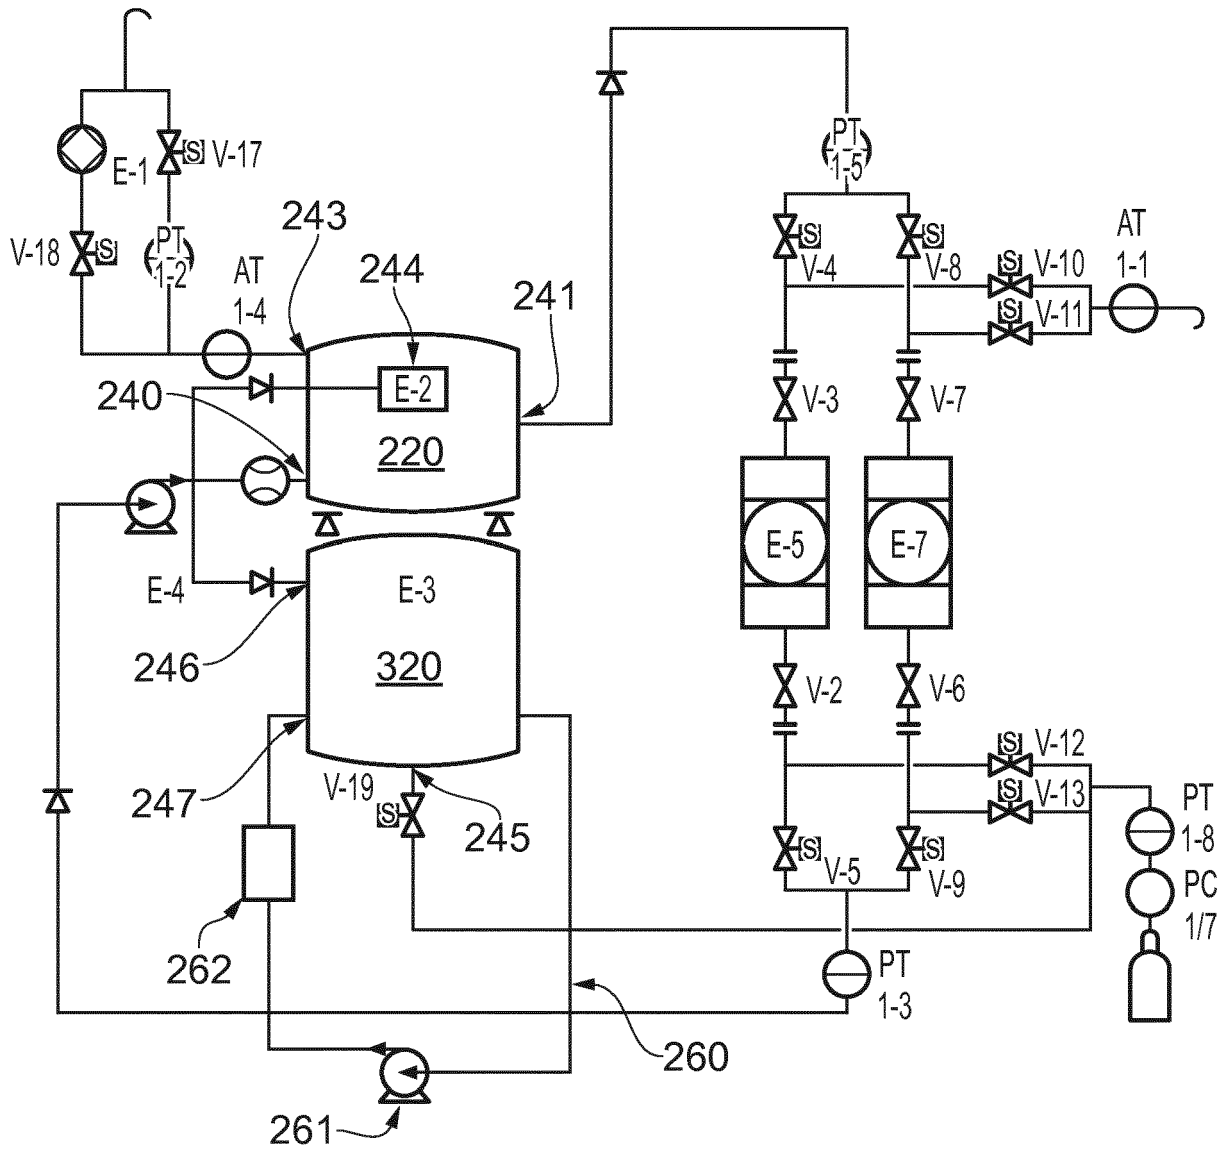 PT
1-5
E-1
S
V-17
243
V-18
S
PT
1-2
AT
1-4
244
241
S
V-4
S
V-8
S
V-10
AT
1-1
S
V-11
240
E-2
220
V-3
V-7
E-5
E-7
E-4
E-3
246
320
V-2
V-6
247
V-19
S
245
S
V-12
S
V-13
PT
1-8
S
V-5
S
V-9
PC
1/7
262
PT
1-3
260
261